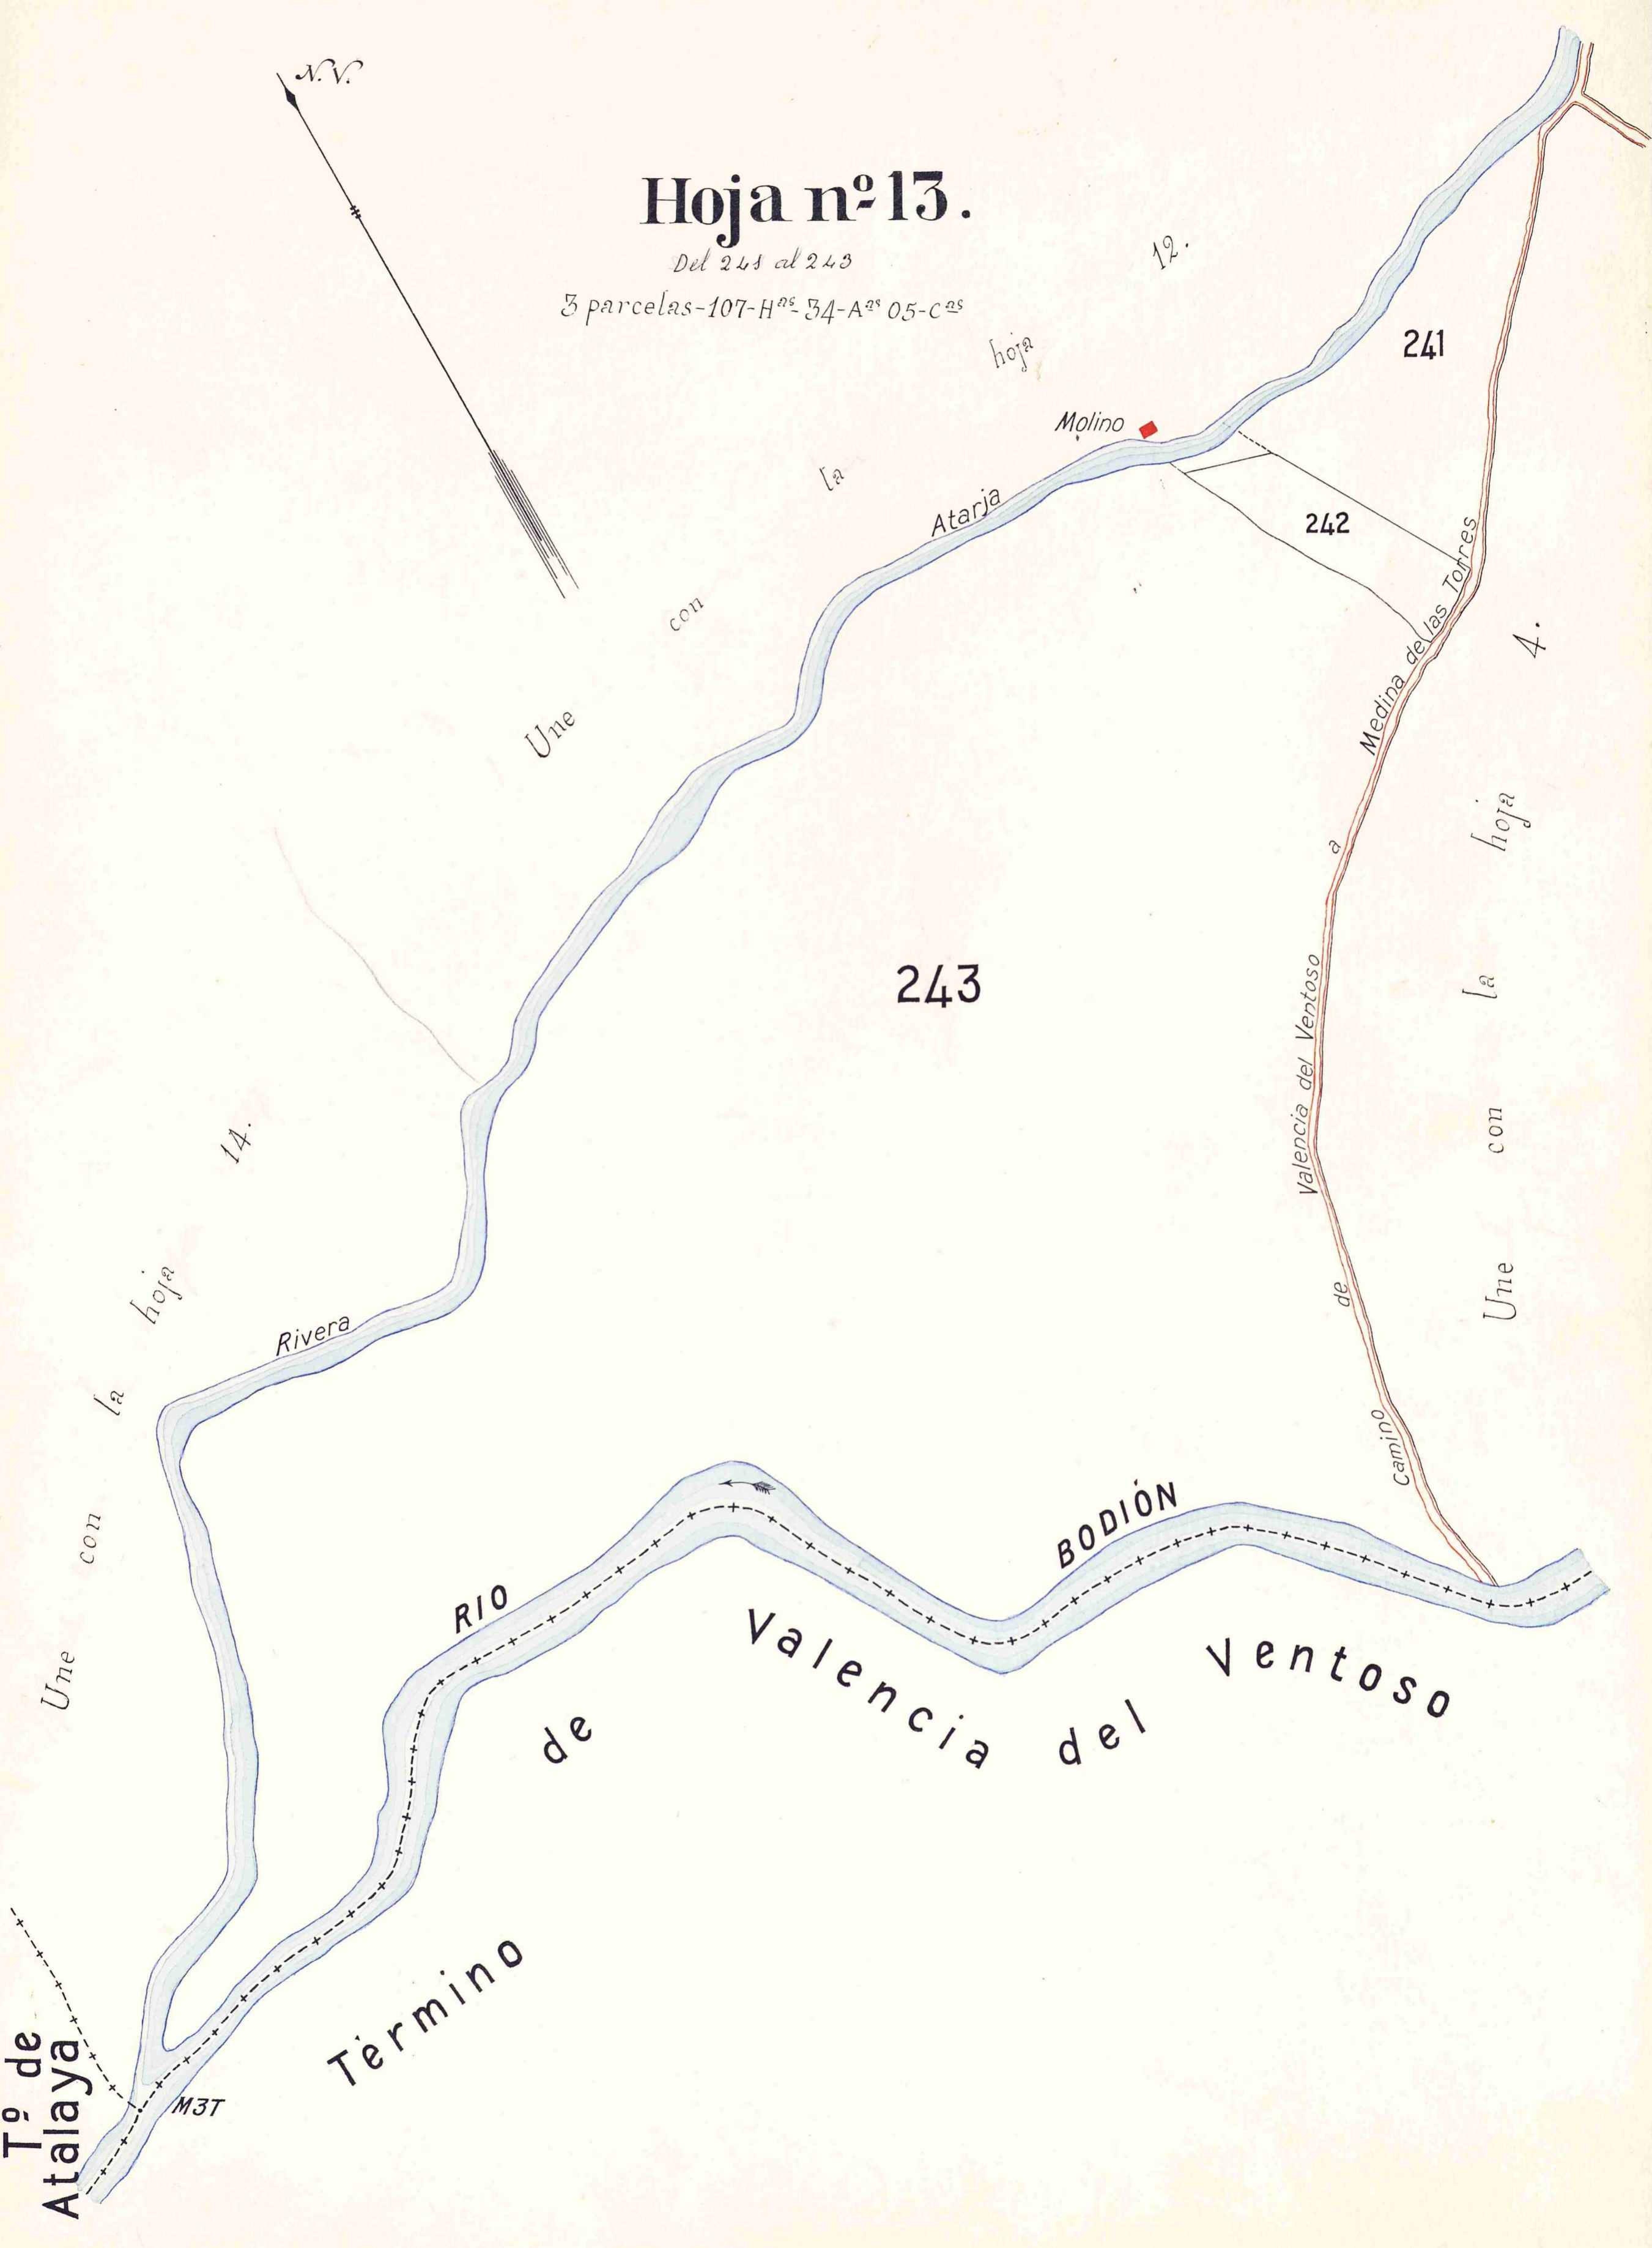 N.V.
Hoja nº 13.
Del 241 al 243
3 parcelas-107-Hᵃˢ-34-Aᵃˢ 05-Cᵃˢ
Une con la hoja 12.
Molino
241
242
Rivera Atarja
Camino de Valencia del Ventoso a Medina de las Torres
Une con la hoja 4.
243
Une con la hoja 14.
RIO BODIÓN
Término de Valencia del Ventoso
M3T
Tº de
Atalaya